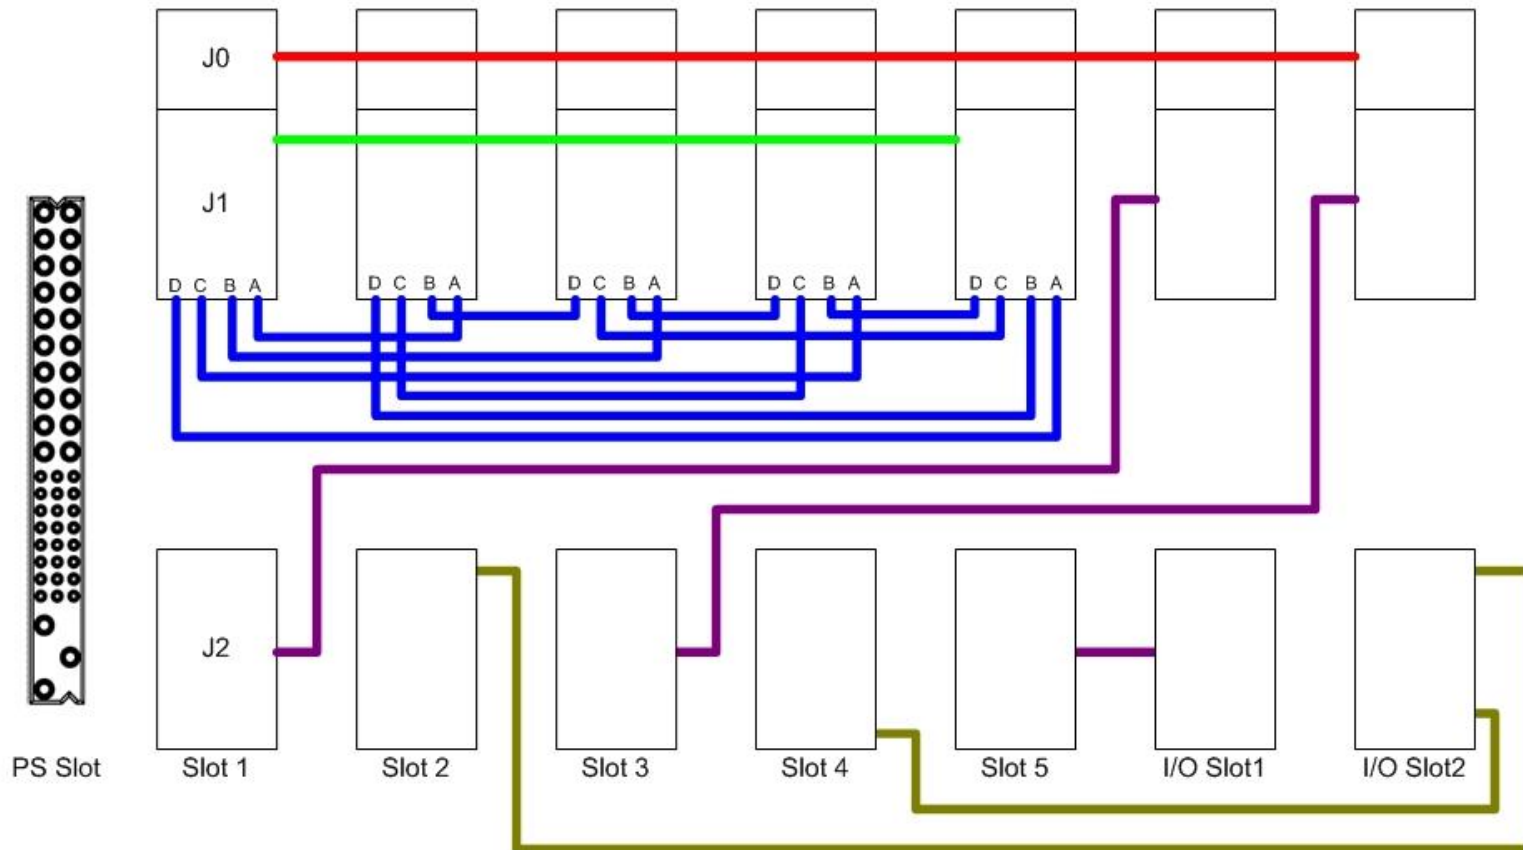 J0
J1
D C B A
D C B A
D C B A
D C B A
D C B A
J2
PS Slot
Slot 1
Slot 2
Slot 3
Slot 4
Slot 5
I/O Slot1
I/O Slot2